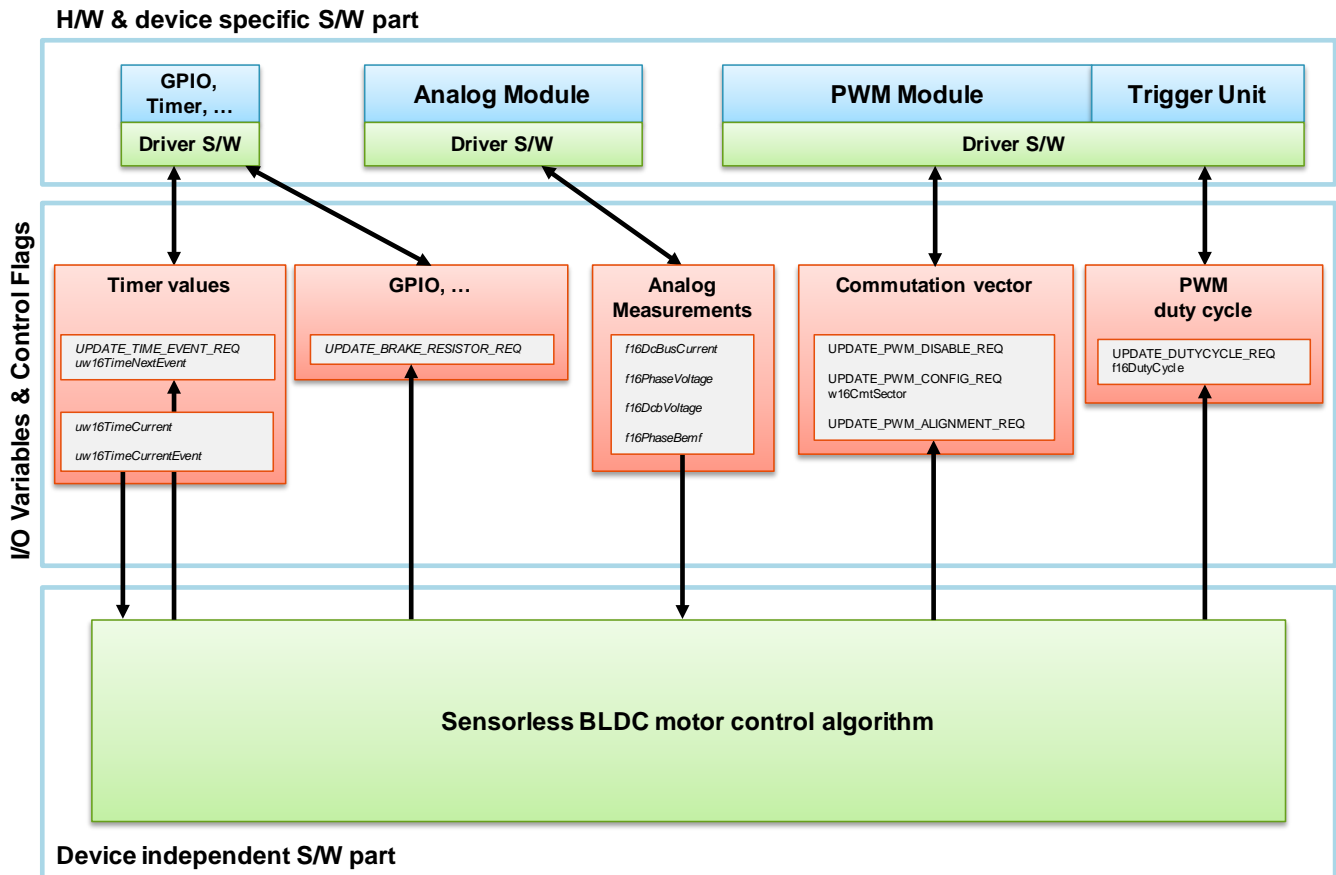 H/W & device specific S/W part
GPIO,
Timer, …
Driver S/W
Analog Module
Driver S/W
PWM Module
Trigger Unit
Driver S/W
I/O Variables & Control Flags
Timer values
UPDATE_TIME_EVENT_REQ
uw16TimeNextEvent
uw16TimeCurrent
uw16TimeCurrentEvent
GPIO, …
UPDATE_BRAKE_RESISTOR_REQ
Analog
Measurements
f16DcBusCurrent
f16PhaseVoltage
f16DcbVoltage
f16PhaseBemf
Commutation vector
UPDATE_PWM_DISABLE_REQ
UPDATE_PWM_CONFIG_REQ
w16CmtSector
UPDATE_PWM_ALIGNMENT_REQ
PWM
duty cycle
UPDATE_DUTYCYCLE_REQ
f16DutyCycle
Sensorless BLDC motor control algorithm
Device independent S/W part